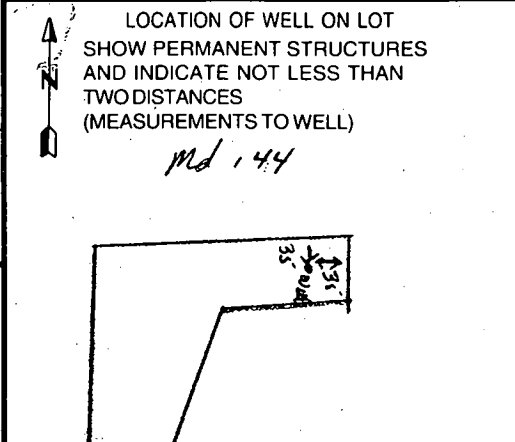 N
LOCATION OF WELL ON LOT
SHOW PERMANENT STRUCTURES
AND INDICATE NOT LESS THAN
TWO DISTANCES
(MEASUREMENTS TO WELL)
Md. 144
35'
Well
35'